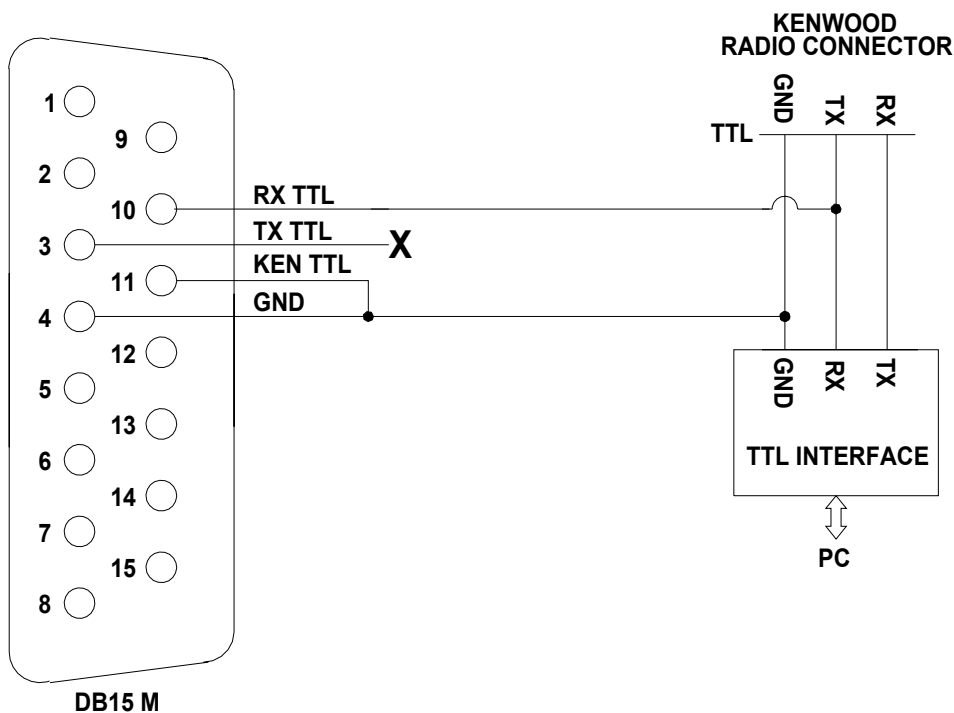 KENWOOD
RADIO CONNECTOR
GND
TX
RX
TTL
1
9
2
10
RX TTL
3
TX TTL
X
11
KEN TTL
4
GND
12
5
13
6
14
7
15
8
GND
RX
TX
TTL INTERFACE
PC
DB15 M